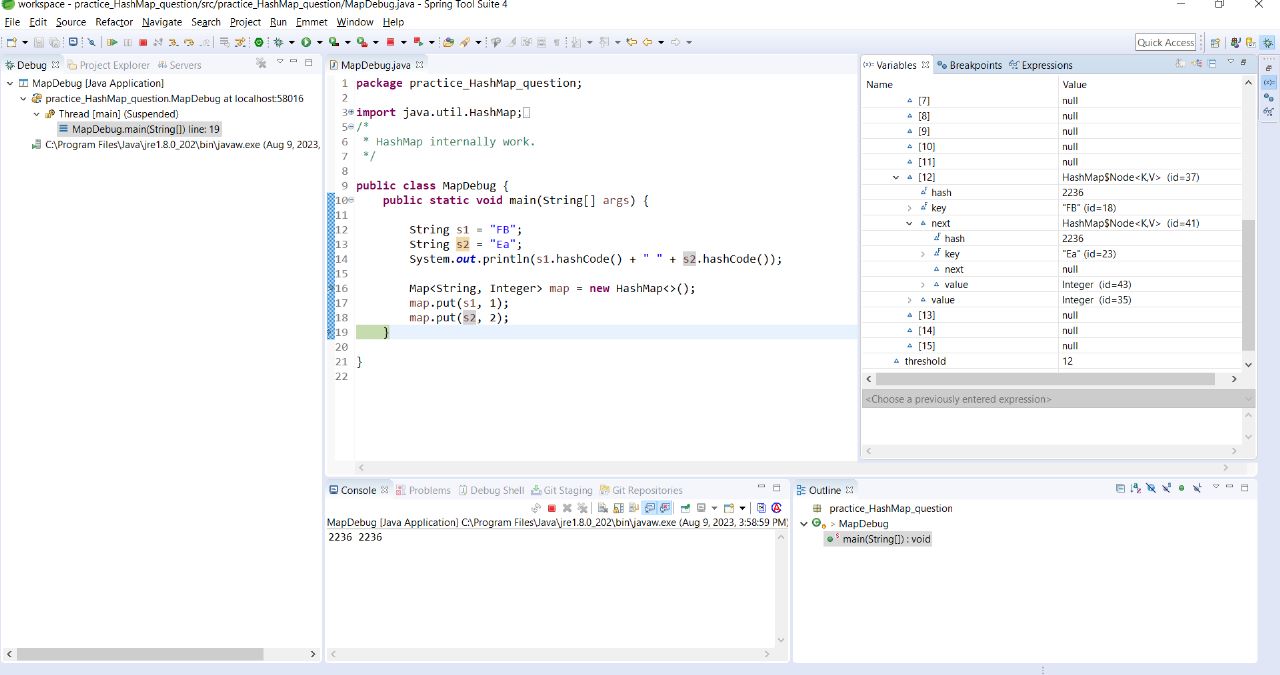 workspace - practice_HashMap_question/src/practice_HashMap_question/MapDebug.java - Spring Tool Suite 4
File Edit Source Refactor Navigate Search Project Run Emmet Window Help
Quick Access
Debug Project Explorer Servers
MapDebug [Java Application]
practice_HashMap_question.MapDebug at localhost:58016
Thread [main] (Suspended)
MapDebug.main(String[]) line: 19
C:\Program Files\Java\jre1.8.0_202\bin\javaw.exe (Aug 9, 2023,
MapDebug.java
1 package practice_HashMap_question;
2
3 import java.util.HashMap;
5 /*
6 * HashMap internally work.
7 */
8
9 public class MapDebug {
10 public static void main(String[] args) {
11
12 String s1 = "FB";
13 String s2 = "Ea";
14 System.out.println(s1.hashCode() + " " + s2.hashCode());
15
16 Map<String, Integer> map = new HashMap<>();
17 map.put(s1, 1);
18 map.put(s2, 2);
19 }
20
21 }
22
Variables Breakpoints Expressions
Name Value
[7] null
[8] null
[9] null
[10] null
[11] null
[12] HashMap$Node<K,V> (id=37)
hash 2236
key "FB" (id=18)
next HashMap$Node<K,V> (id=41)
hash 2236
key "Ea" (id=23)
next null
value Integer (id=43)
value Integer (id=35)
[13] null
[14] null
[15] null
threshold 12
<Choose a previously entered expression>
Console Problems Debug Shell Git Staging Git Repositories
MapDebug [Java Application] C:\Program Files\Java\jre1.8.0_202\bin\javaw.exe (Aug 9, 2023, 3:58:59 PM)
2236 2236
Outline
practice_HashMap_question
> MapDebug
main(String[]) : void